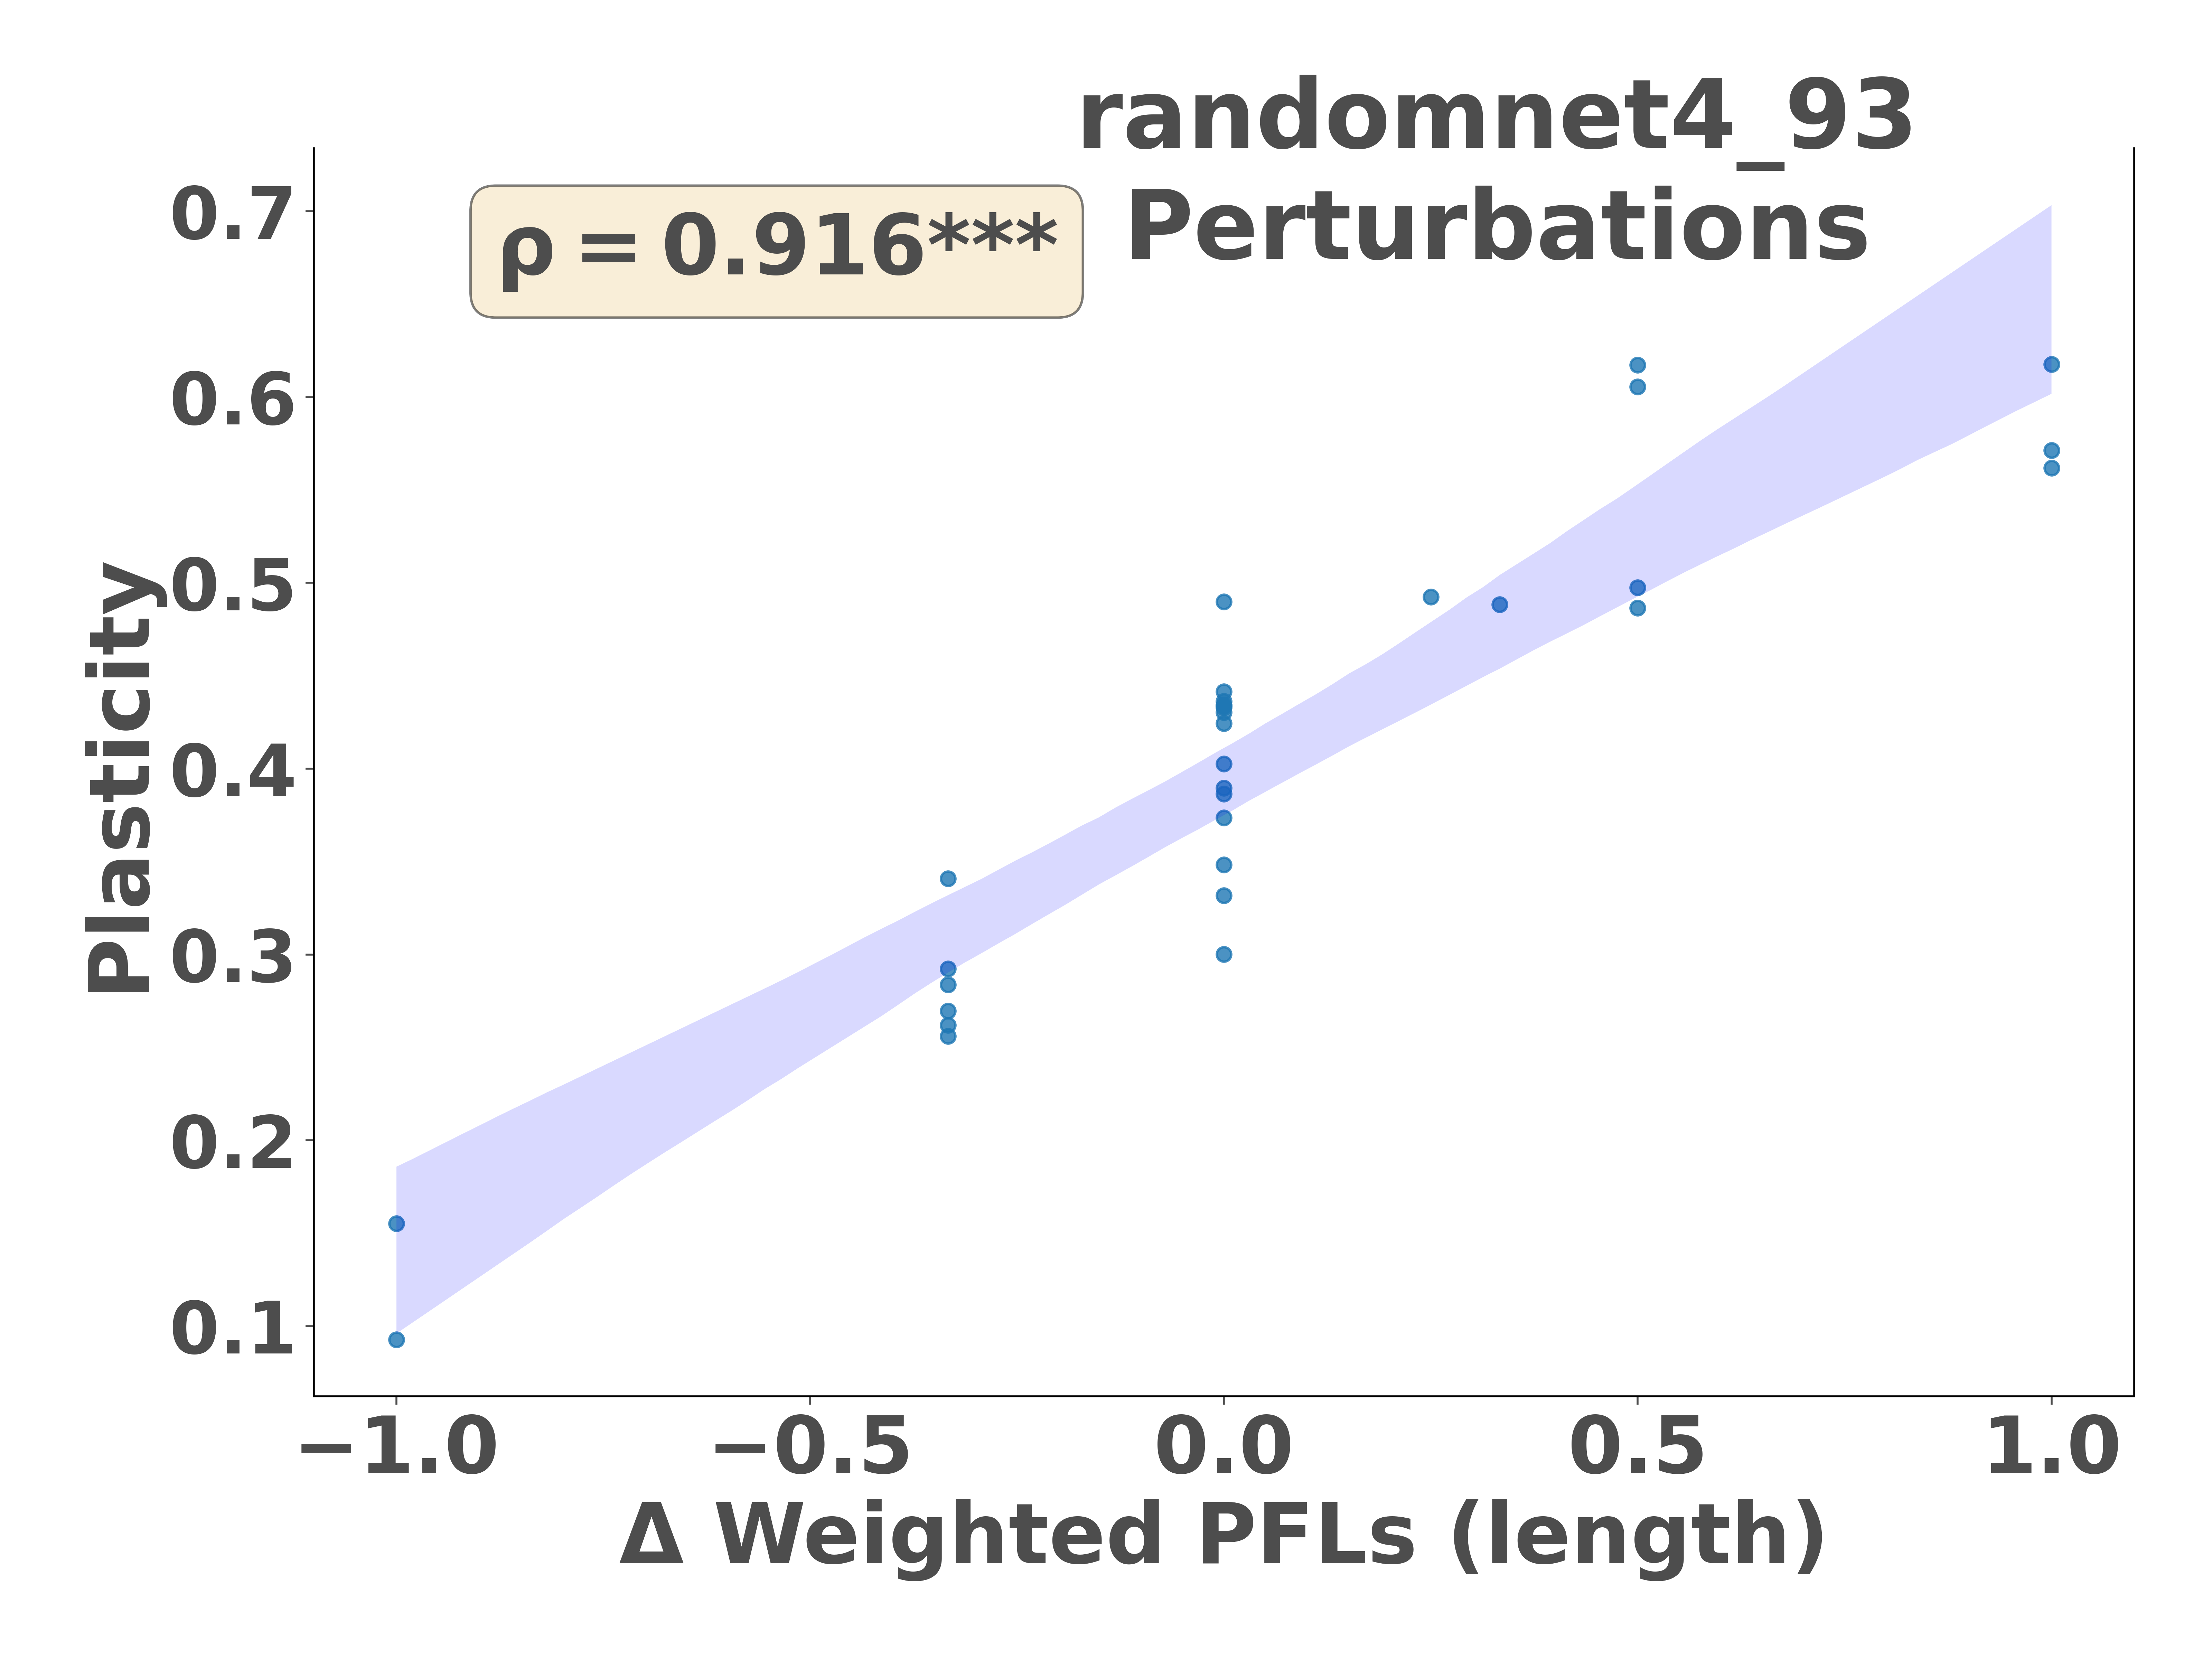 randomnet4_93
Perturbations
ρ = 0.916***
Plasticity
0.7
0.6
0.5
0.4
0.3
0.2
0.1
−1.0 −0.5 0.0 0.5 1.0
Δ Weighted PFLs (length)